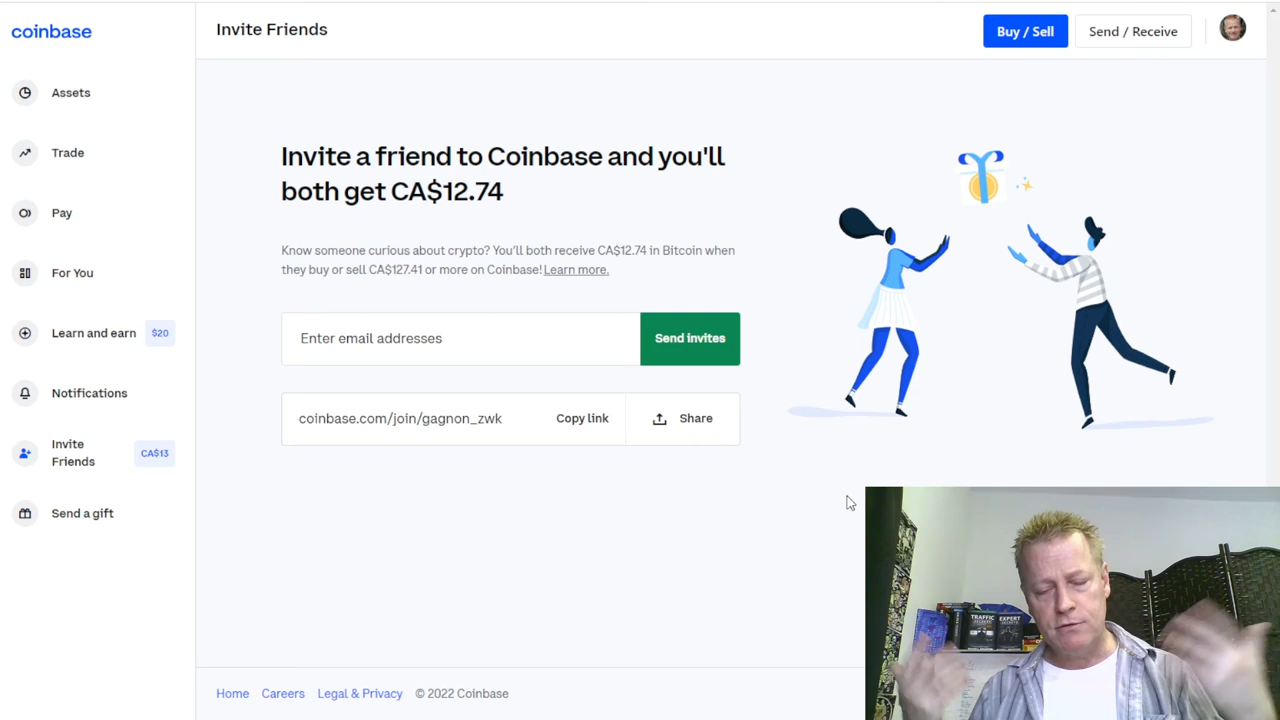 coinbase
Invite Friends
Buy / Sell
Send / Receive
Assets
Trade
Pay
For You
Learn and earn
$20
Notifications
Invite
Friends
CA$13
Send a gift
Invite a friend to Coinbase and you'll
both get CA$12.74
Know someone curious about crypto? You'll both receive CA$12.74 in Bitcoin when
they buy or sell CA$127.41 or more on Coinbase! Learn more.
Enter email addresses
Send invites
coinbase.com/join/gagnon_zwk
Copy link
Share
TRAFFIC
SECRETS
EXPERT
SECRETS
Home
Careers
Legal & Privacy
© 2022 Coinbase